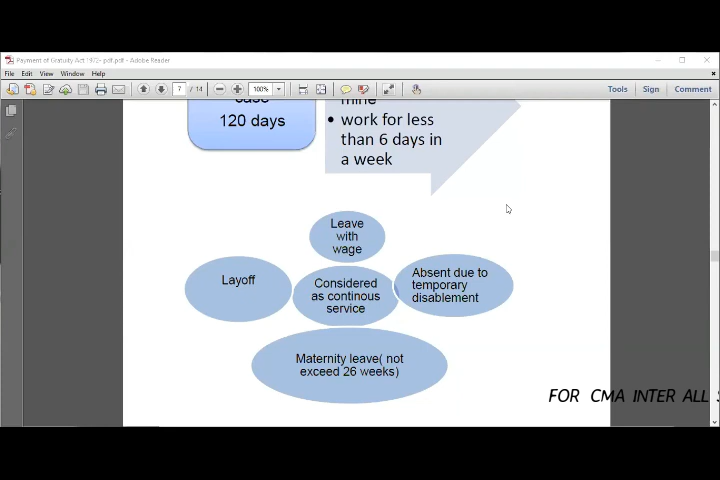 Payment of Gratuity Act 1972- pdf.pdf - Adobe Reader
File Edit View Window Help
7 / 14 100% Tools Sign Comment
case
120 days
mine
• work for less
than 6 days in
a week
Leave
with
wage
Layoff
Considered
as continous
service
Absent due to
temporary
disablement
Maternity leave( not
exceed 26 weeks)
FOR CMA INTER ALL